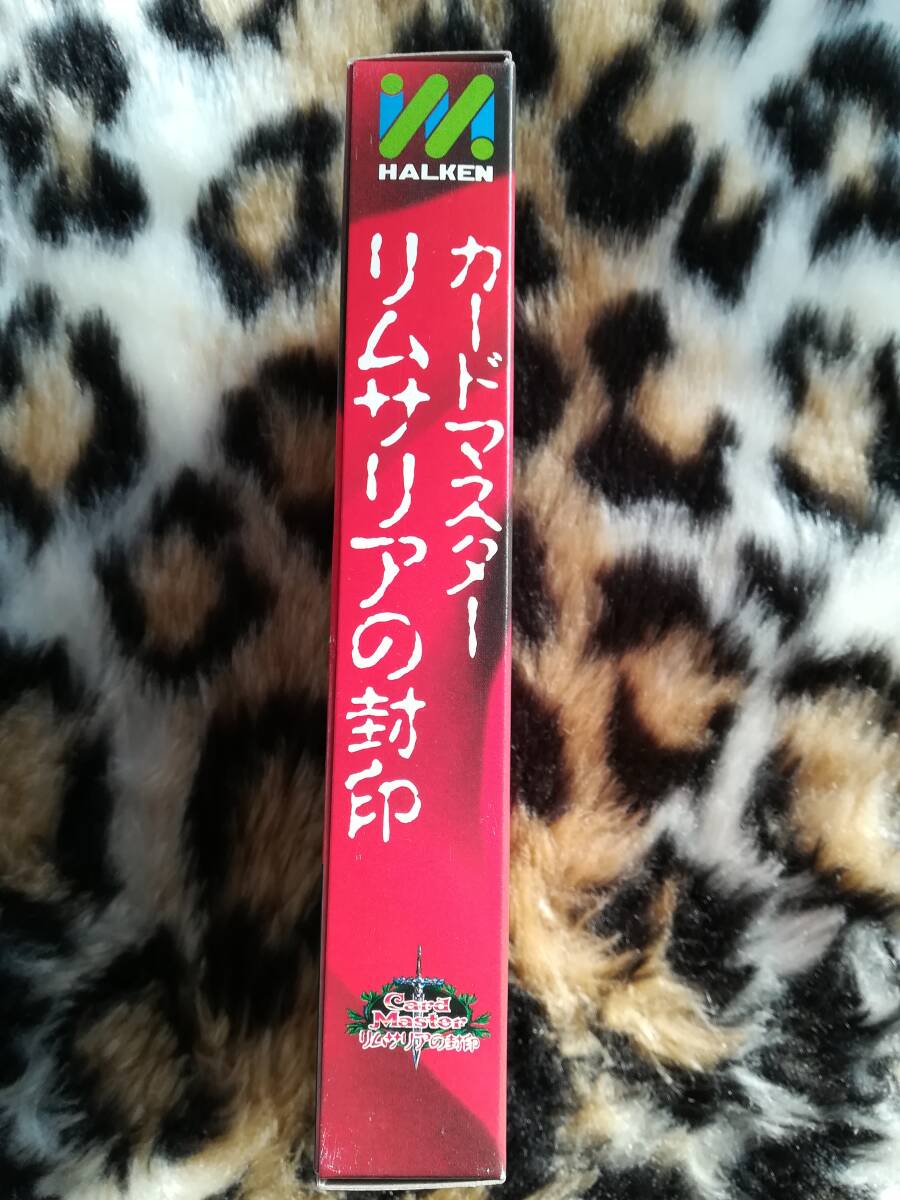 HALKEN
カードマスター
リムサリアの封印
Card
Master
リムサリアの封印